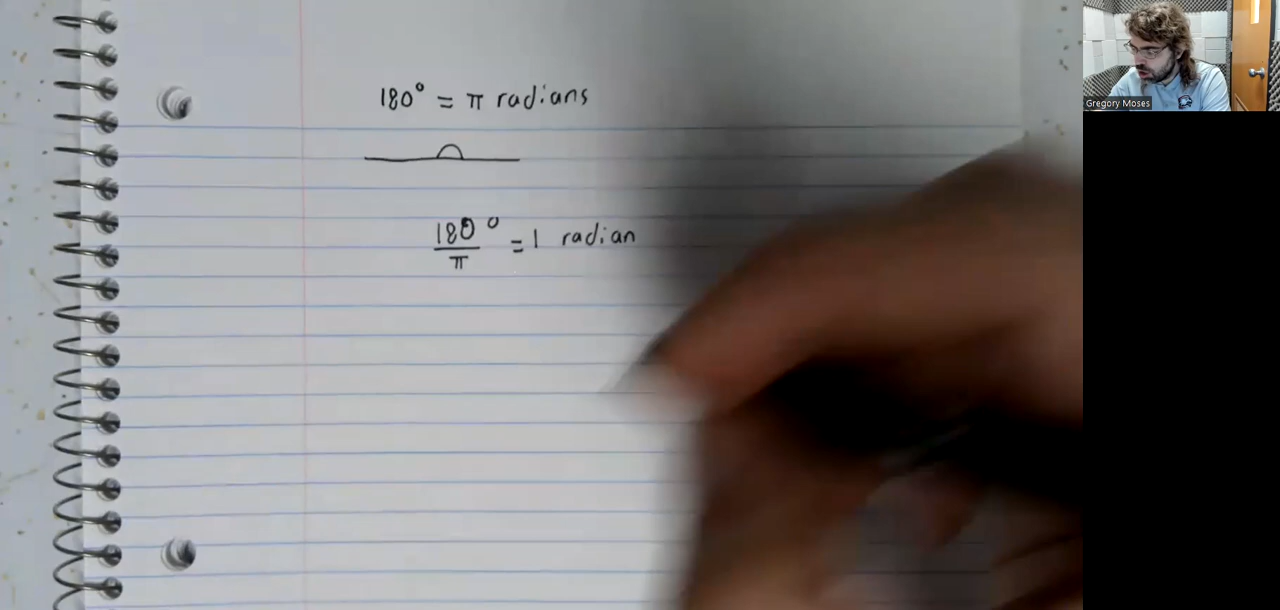 180° = π radians
180°/π = 1 radian
Gregory Moses